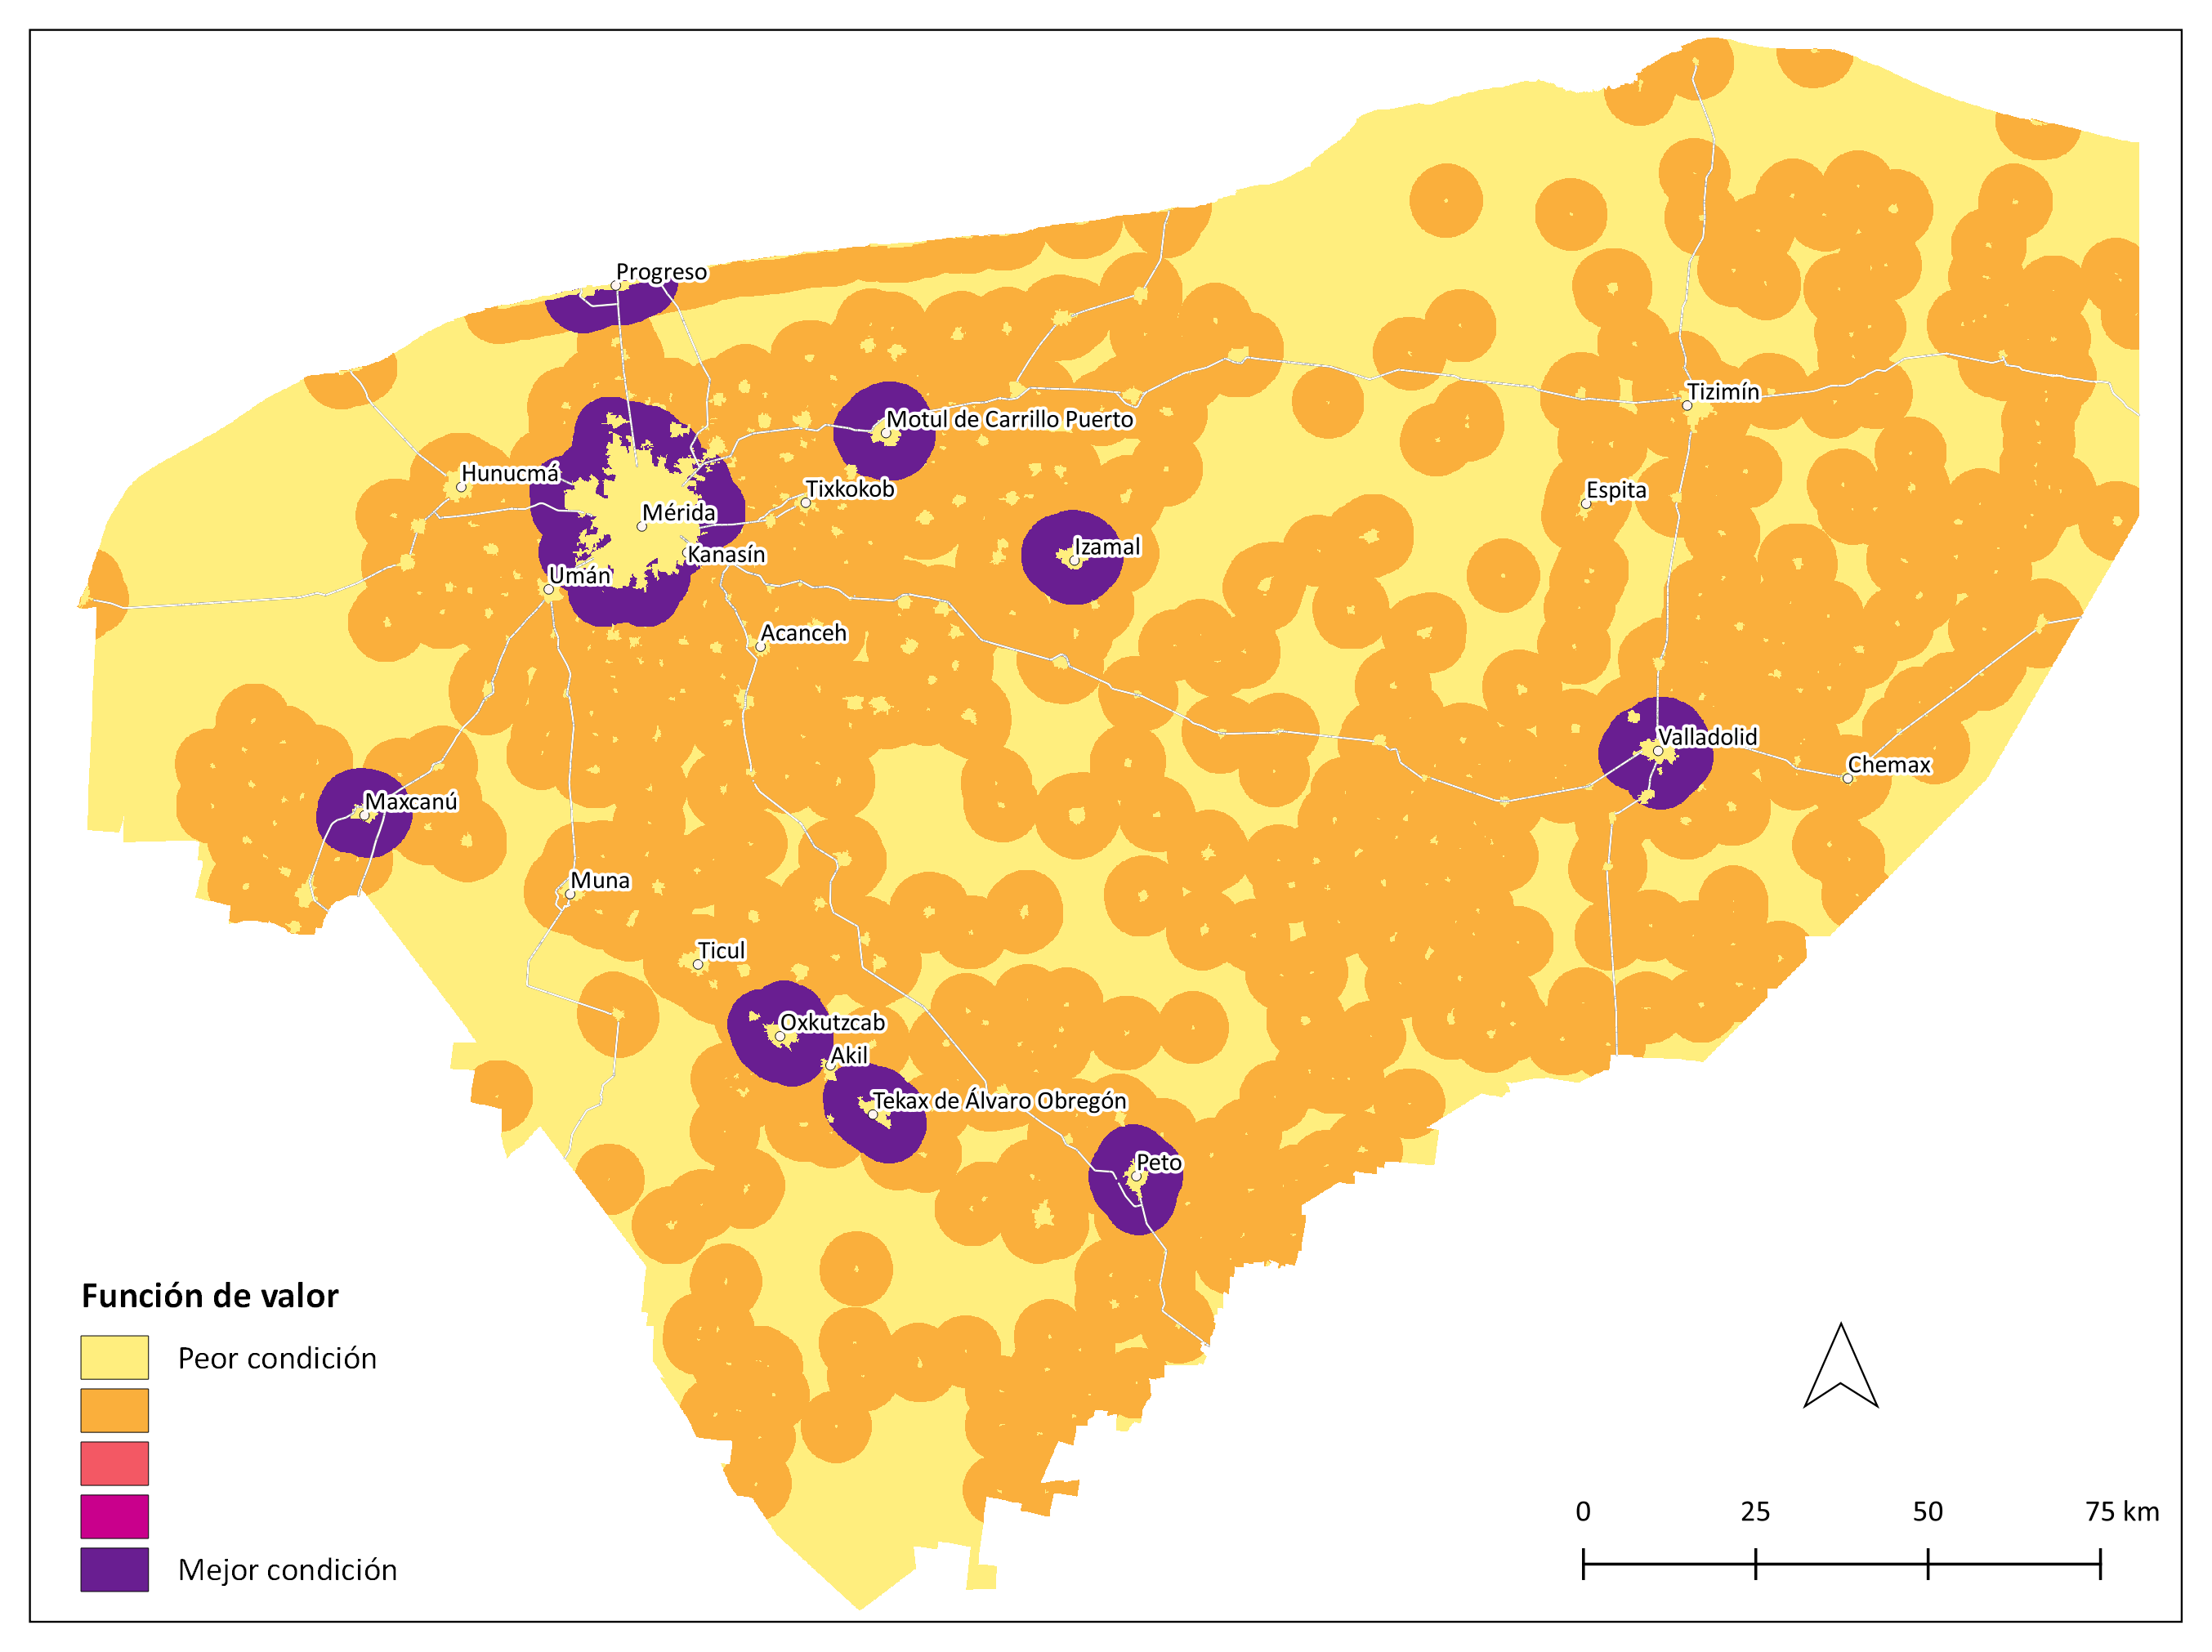 Progreso
Tizimín
Motul de Carrillo Puerto
Hunucmá
Tixkokob
Espita
Mérida
Kanasín
Izamal
Umán
Acanceh
Valladolid
Chemax
Maxcanú
Muna
Ticul
Oxkutzcab
Akil
Tekax de Álvaro Obregón
Peto
Función de valor
Peor condición
Mejor condición
0 25 50 75 km